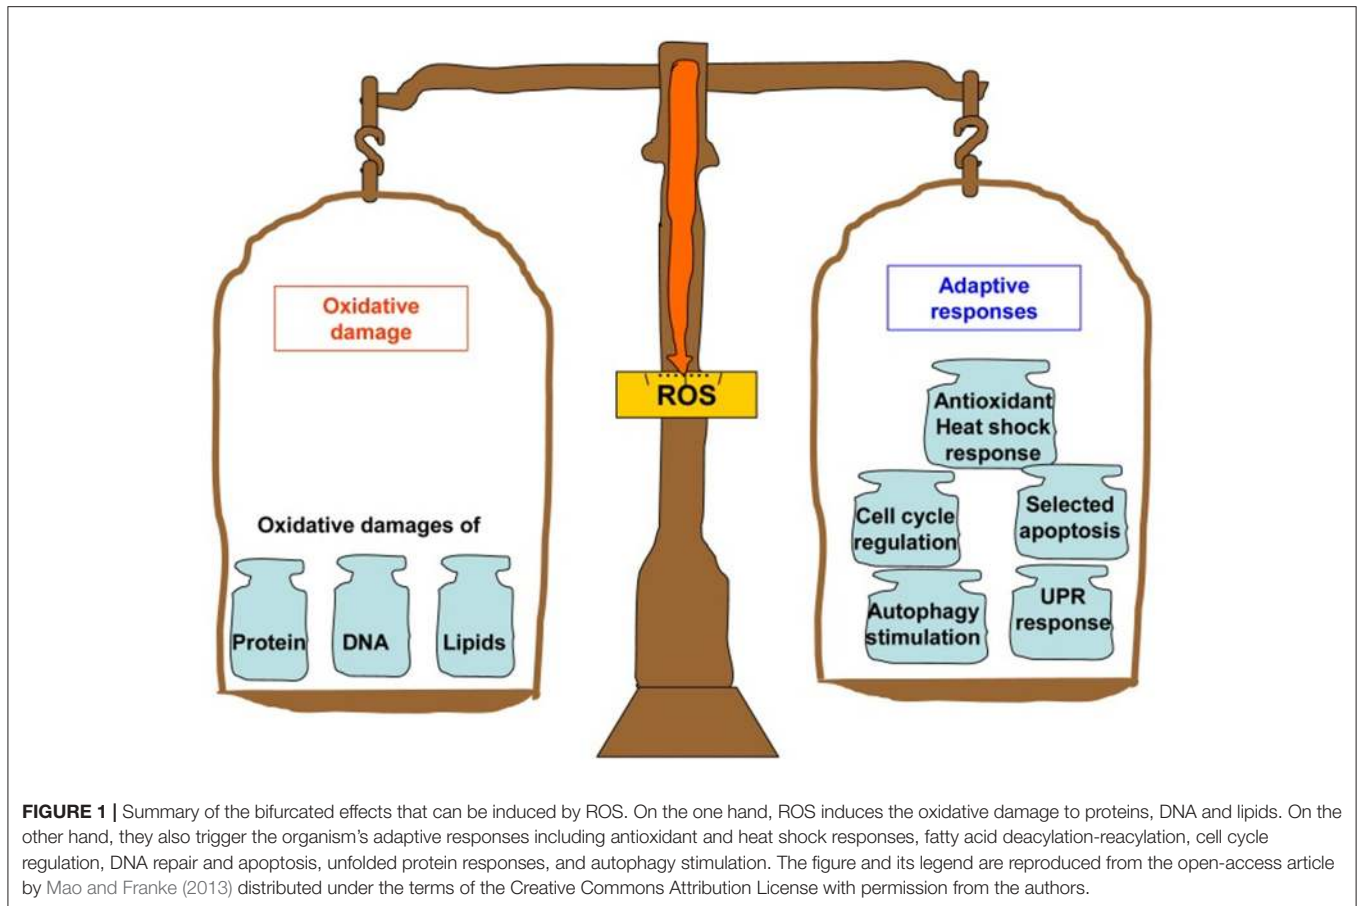 Oxidative
damage
Adaptive
responses
ROS
Antioxidant
Heat shock
response
Cell cycle
regulation
Selected
apoptosis
Oxidative damages of
Protein
DNA
Lipids
Autophagy
stimulation
UPR
response
FIGURE 1 | Summary of the bifurcated effects that can be induced by ROS. On the one hand, ROS induces the oxidative damage to proteins, DNA and lipids. On the
other hand, they also trigger the organism's adaptive responses including antioxidant and heat shock responses, fatty acid deacylation-reacylation, cell cycle
regulation, DNA repair and apoptosis, unfolded protein responses, and autophagy stimulation. The figure and its legend are reproduced from the open-access article
by Mao and Franke (2013) distributed under the terms of the Creative Commons Attribution License with permission from the authors.